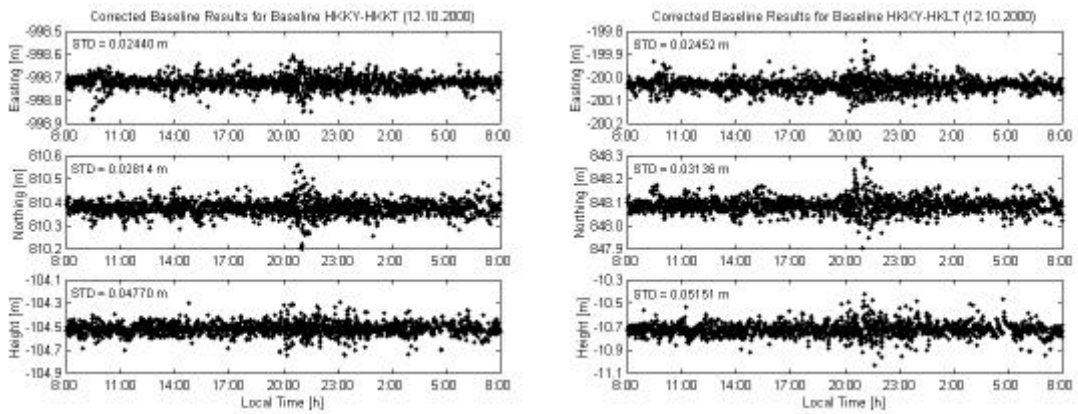 Corrected Baseline Results for Baseline HKKY-HKKT (12.10.2000)
STD = 0.02440 m
Easting [m]
-998.5
-998.6
-998.7
-998.8
-998.9
8:00 11:00 14:00 17:00 20:00 23:00 2:00 5:00 8:00
STD = 0.02814 m
Northing [m]
810.6
810.5
810.4
810.3
810.2
8:00 11:00 14:00 17:00 20:00 23:00 2:00 5:00 8:00
STD = 0.04770 m
Height [m]
-104.1
-104.3
-104.5
-104.7
-104.9
8:00 11:00 14:00 17:00 20:00 23:00 2:00 5:00 8:00
Local Time [h]
Corrected Baseline Results for Baseline HKKY-HKLT (12.10.2000)
STD = 0.02452 m
Easting [m]
-199.8
-199.9
-200.0
-200.1
-200.2
8:00 11:00 14:00 17:00 20:00 23:00 2:00 5:00 8:00
STD = 0.03136 m
Northing [m]
848.3
848.2
848.1
848.0
847.9
8:00 11:00 14:00 17:00 20:00 23:00 2:00 5:00 8:00
STD = 0.05151 m
Height [m]
-10.3
-10.5
-10.7
-10.9
-11.1
8:00 11:00 14:00 17:00 20:00 23:00 2:00 5:00 8:00
Local Time [h]